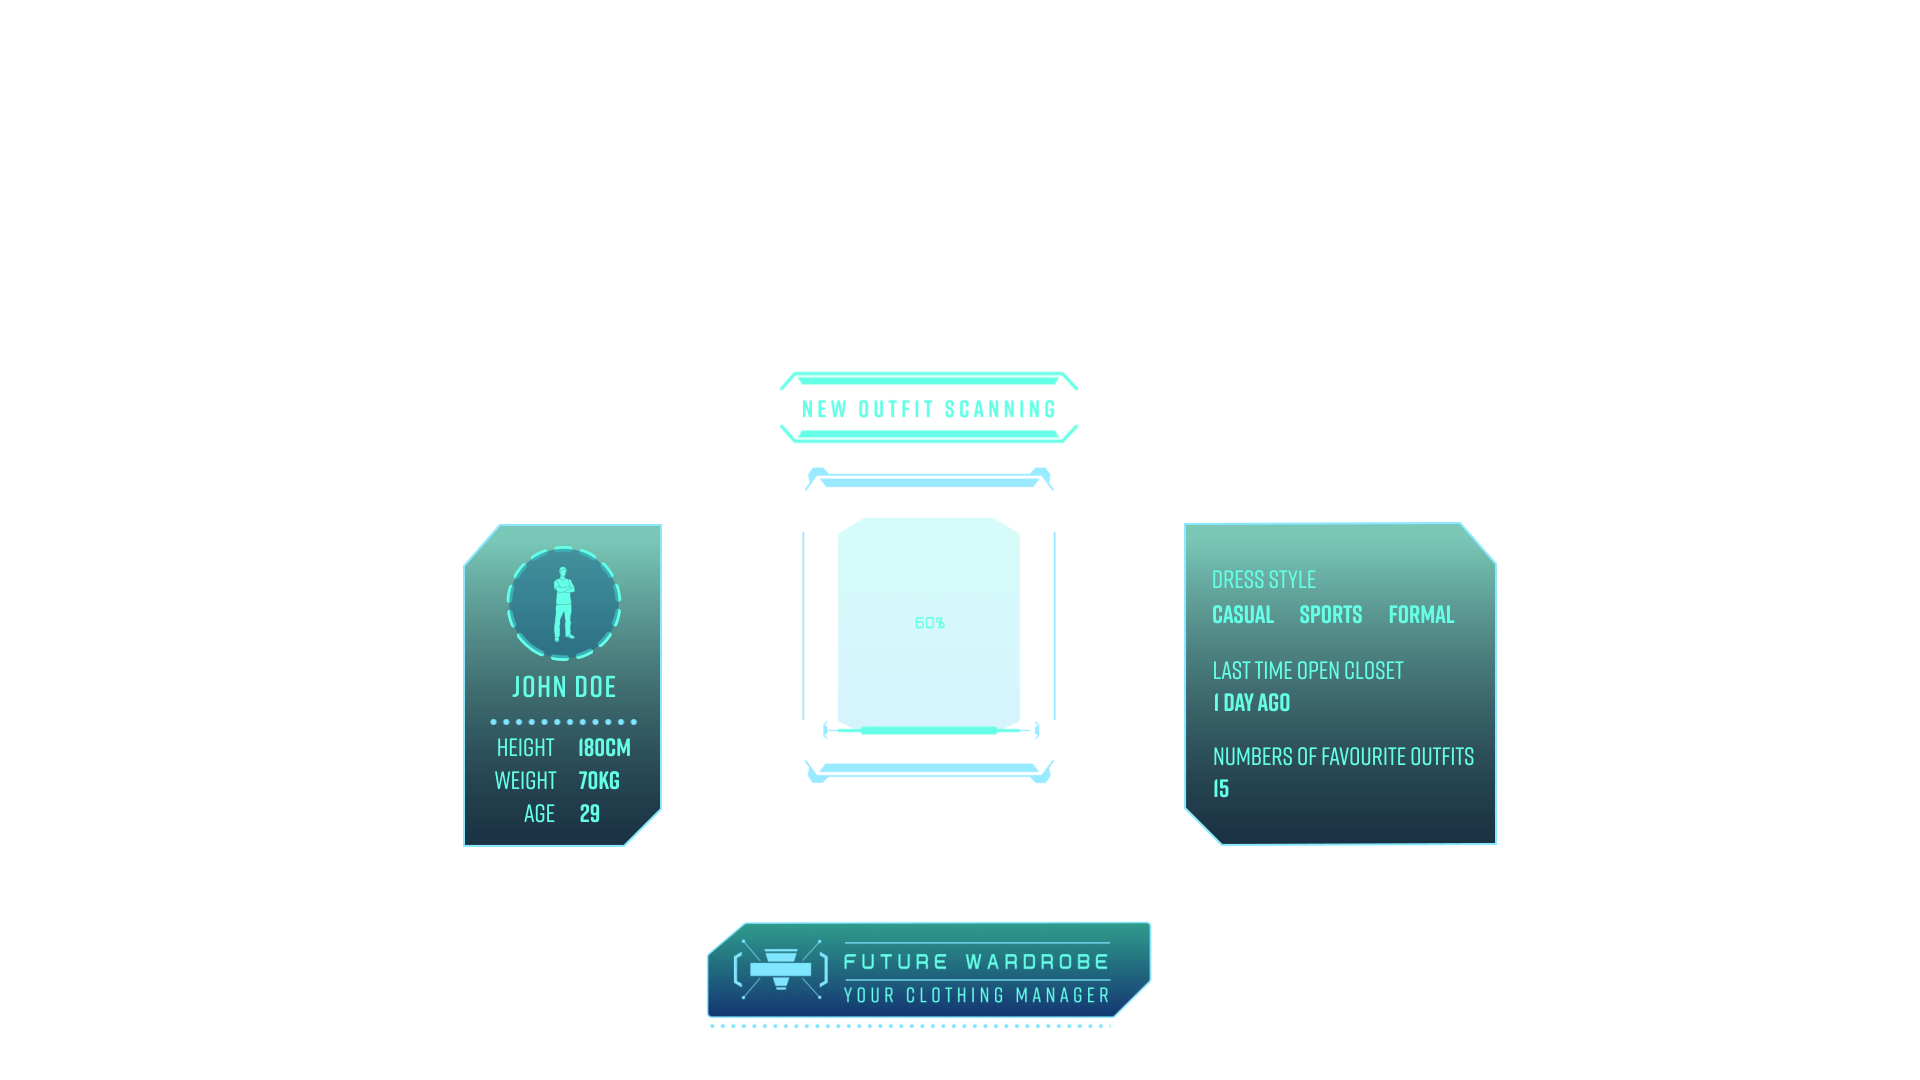 NEW OUTFIT SCANNING
60%
JOHN DOE
HEIGHT 180CM
WEIGHT 70KG
AGE 29
DRESS STYLE
CASUAL SPORTS FORMAL
LAST TIME OPEN CLOSET
1 DAY AGO
NUMBERS OF FAVOURITE OUTFITS
15
FUTURE WARDROBE
YOUR CLOTHING MANAGER